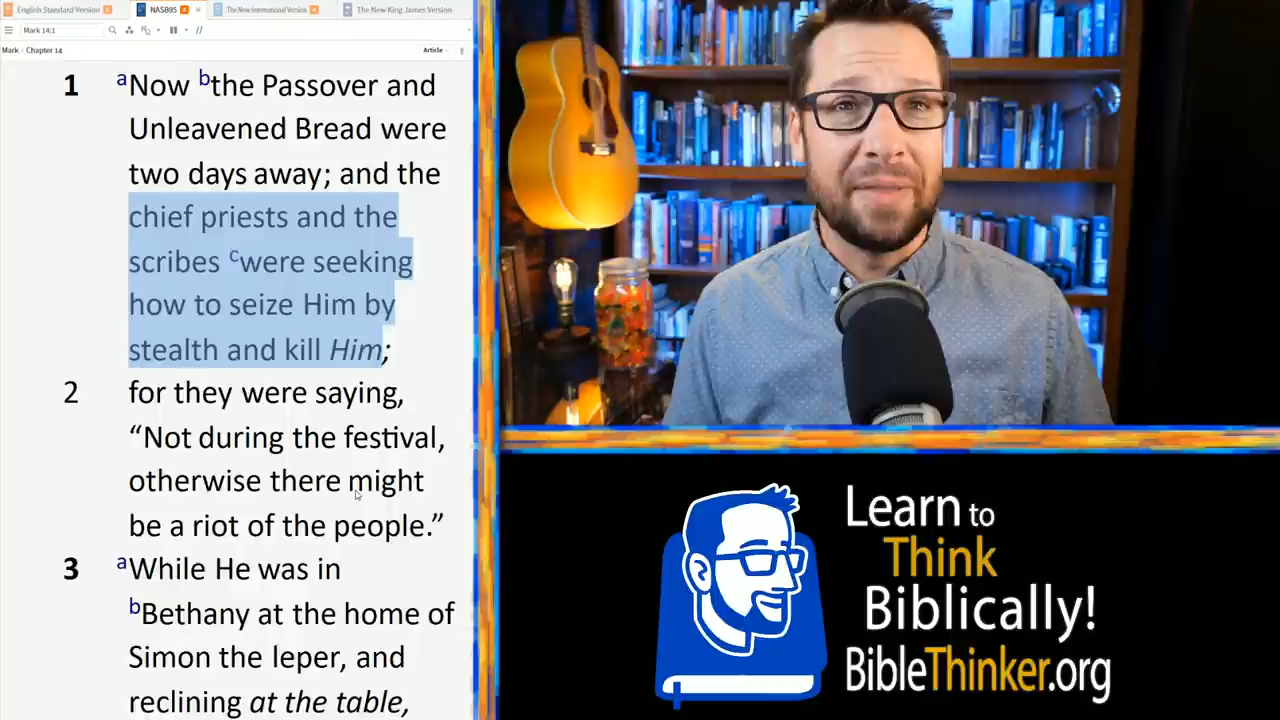 English Standard Version
NASB95
The New International Version
The New King James Version
Mark 14:1
Mark Chapter 14
Article
1 aNow bthe Passover and
Unleavened Bread were
two days away; and the
chief priests and the
scribes cwere seeking
how to seize Him by
stealth and kill Him;
2 for they were saying,
“Not during the festival,
otherwise there might
be a riot of the people.”
3 aWhile He was in
bBethany at the home of
Simon the leper, and
reclining at the table,
Learn to
Think
Biblically!
BibleThinker.org